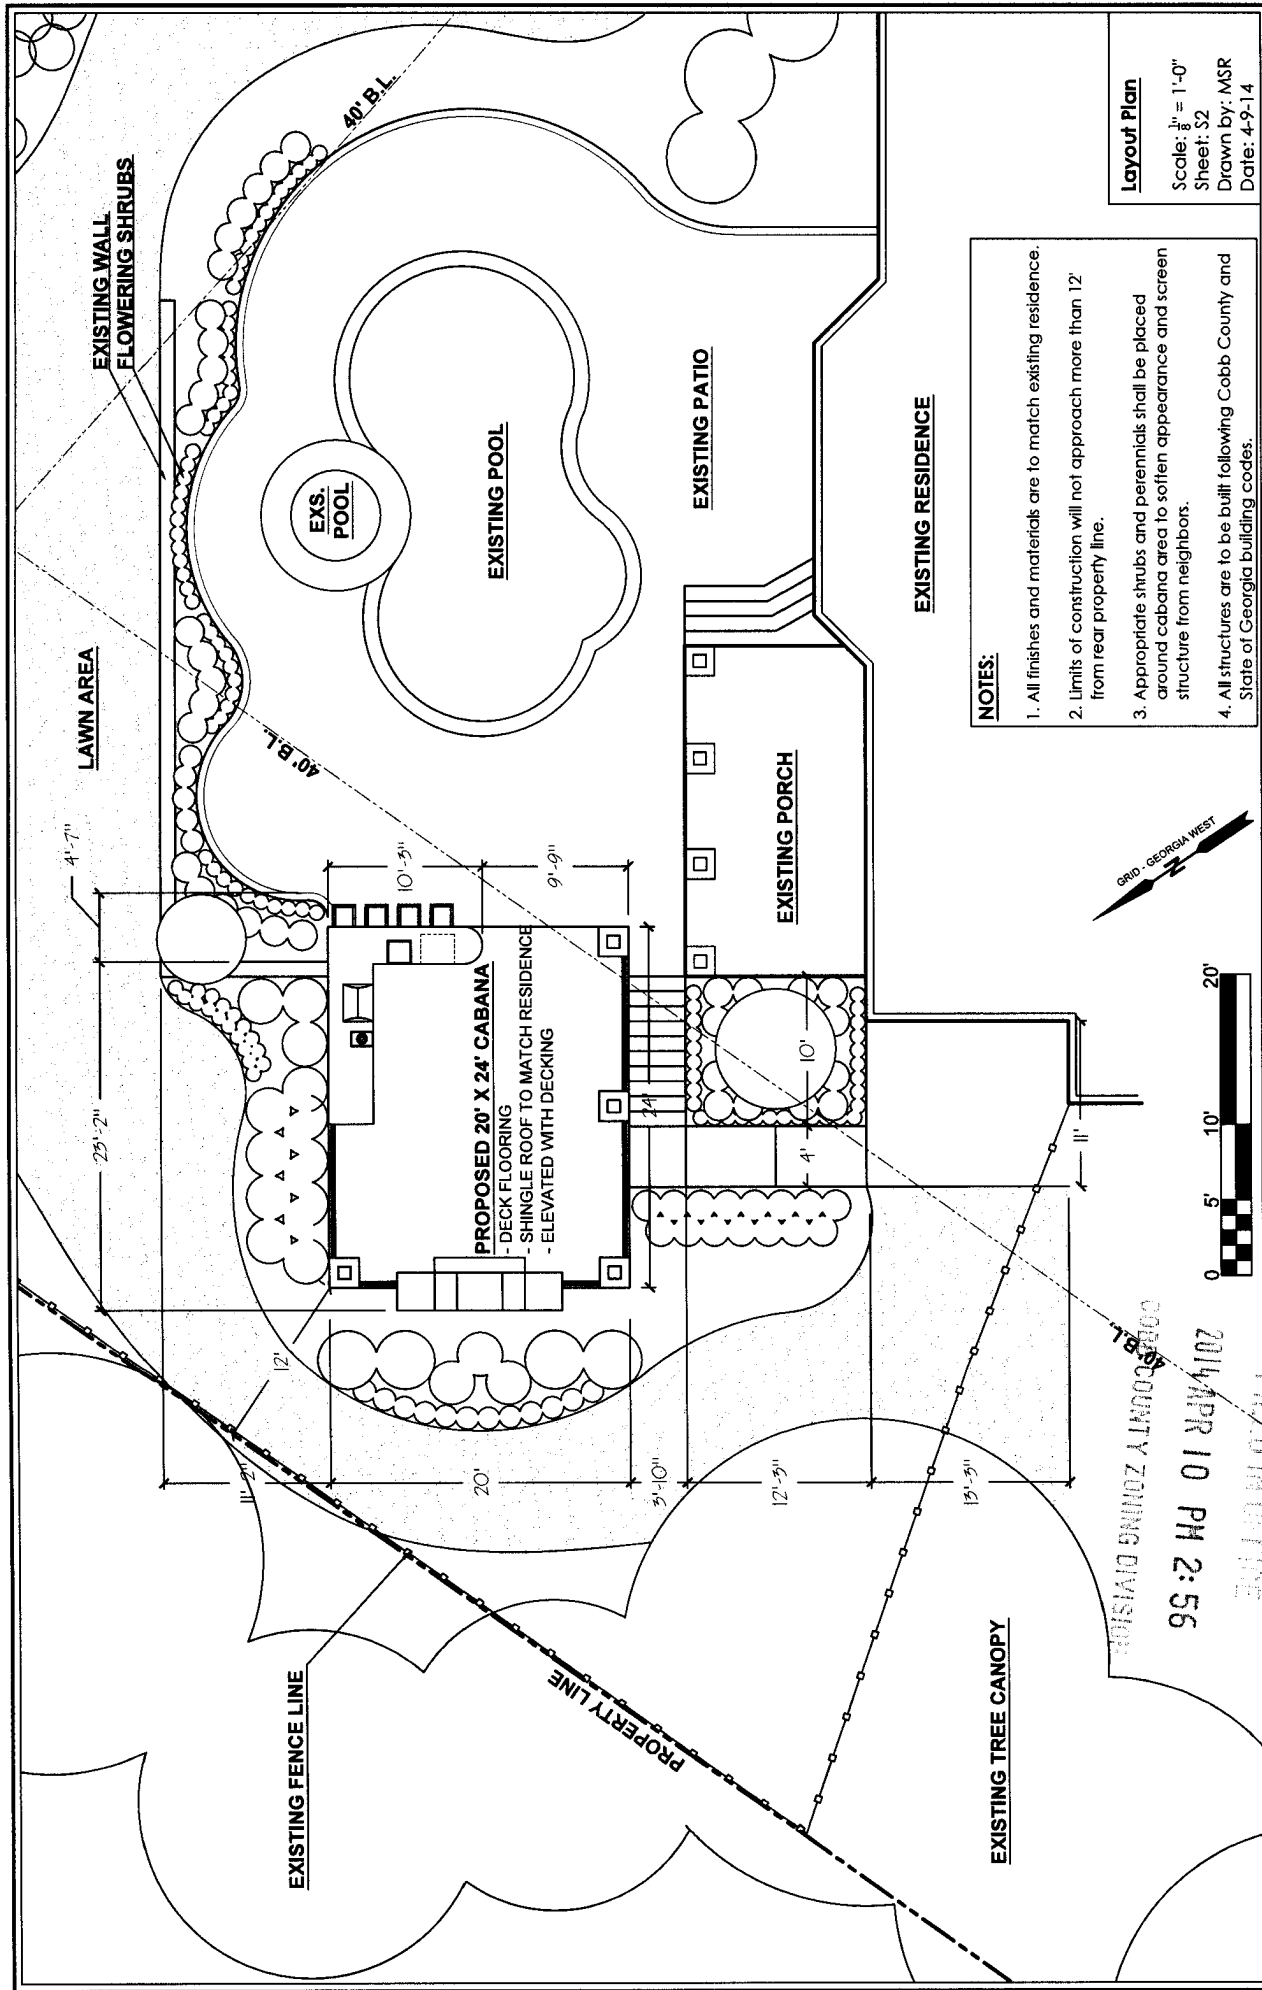 EXISTING WALL
FLOWERING SHRUBS
LAWN AREA
40' B.L.
40' B.L.
40' B.L.
4'-7"
23'-2"
EXS.
POOL
EXISTING POOL
EXISTING PATIO
EXISTING RESIDENCE
EXISTING PORCH
10'-3"
9'-9"
PROPOSED 20' X 24' CABANA
- DECK FLOORING
- SHINGLE ROOF TO MATCH RESIDENCE
- ELEVATED WITH DECKING
24'
10'
4'
11'
12'
11'-2"
20'
3'-10"
12'-3"
13'-3"
EXISTING FENCE LINE
PROPERTY LINE
EXISTING TREE CANOPY
GRID - GEORGIA WEST
N
0 5' 10' 20'
NOTES:
1. All finishes and materials are to match existing residence.
2. Limits of construction will not approach more than 12'
from rear property line.
3. Appropriate shrubs and perennials shall be placed
around cabana area to soften appearance and screen
structure from neighbors.
4. All structures are to be built following Cobb County and
State of Georgia building codes.
Layout Plan
Scale: 1/8" = 1'-0"
Sheet: S2
Drawn by: MSR
Date: 4-9-14
2014 APR 10 PM 2:56
COBB COUNTY ZONING DIVISION